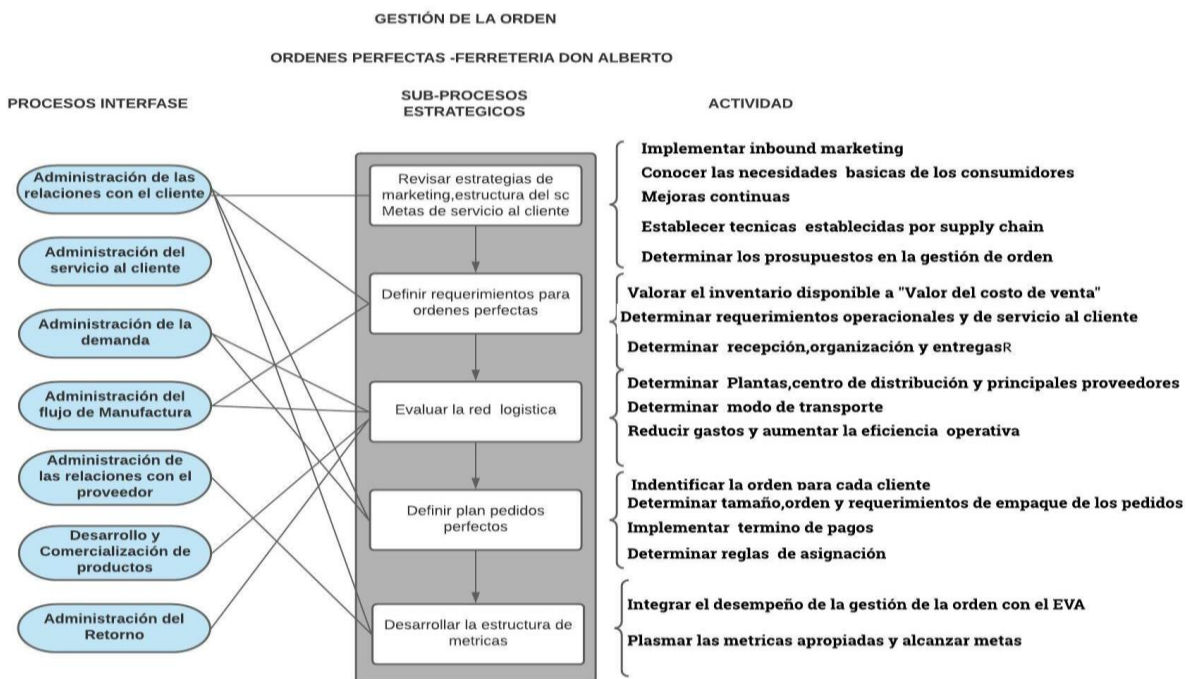 GESTIÓN DE LA ORDEN
ORDENES PERFECTAS -FERRETERIA DON ALBERTO
PROCESOS INTERFASE
SUB-PROCESOS
ESTRATEGICOS
ACTIVIDAD
Administración de las
relaciones con el cliente
Administración del
servicio al cliente
Administración de la
demanda
Administración del
flujo de Manufactura
Administración de
las relaciones con el
proveedor
Desarrollo y
Comercialización de
productos
Administración del
Retorno
Revisar estrategias de
marketing,estructura del sc
Metas de servicio al cliente
Definir requerimientos para
ordenes perfectas
Evaluar la red logistica
Definir plan pedidos
perfectos
Desarrollar la estructura de
metricas
Implementar inbound marketing
Conocer las necesidades basicas de los consumidores
Mejoras continuas
Establecer tecnicas establecidas por supply chain
Determinar los prosupuestos en la gestión de orden
Valorar el inventario disponible a "Valor del costo de venta"
Determinar requerimientos operacionales y de servicio al cliente
Determinar recepción,organización y entregasR
Determinar Plantas,centro de distribución y principales proveedores
Determinar modo de transporte
Reducir gastos y aumentar la eficiencia operativa
Indentificar la orden para cada cliente
Determinar tamaño,orden y requerimientos de empaque de los pedidos
Implementar termino de pagos
Determinar reglas de asignación
Integrar el desempeño de la gestión de la orden con el EVA
Plasmar las metricas apropiadas y alcanzar metas